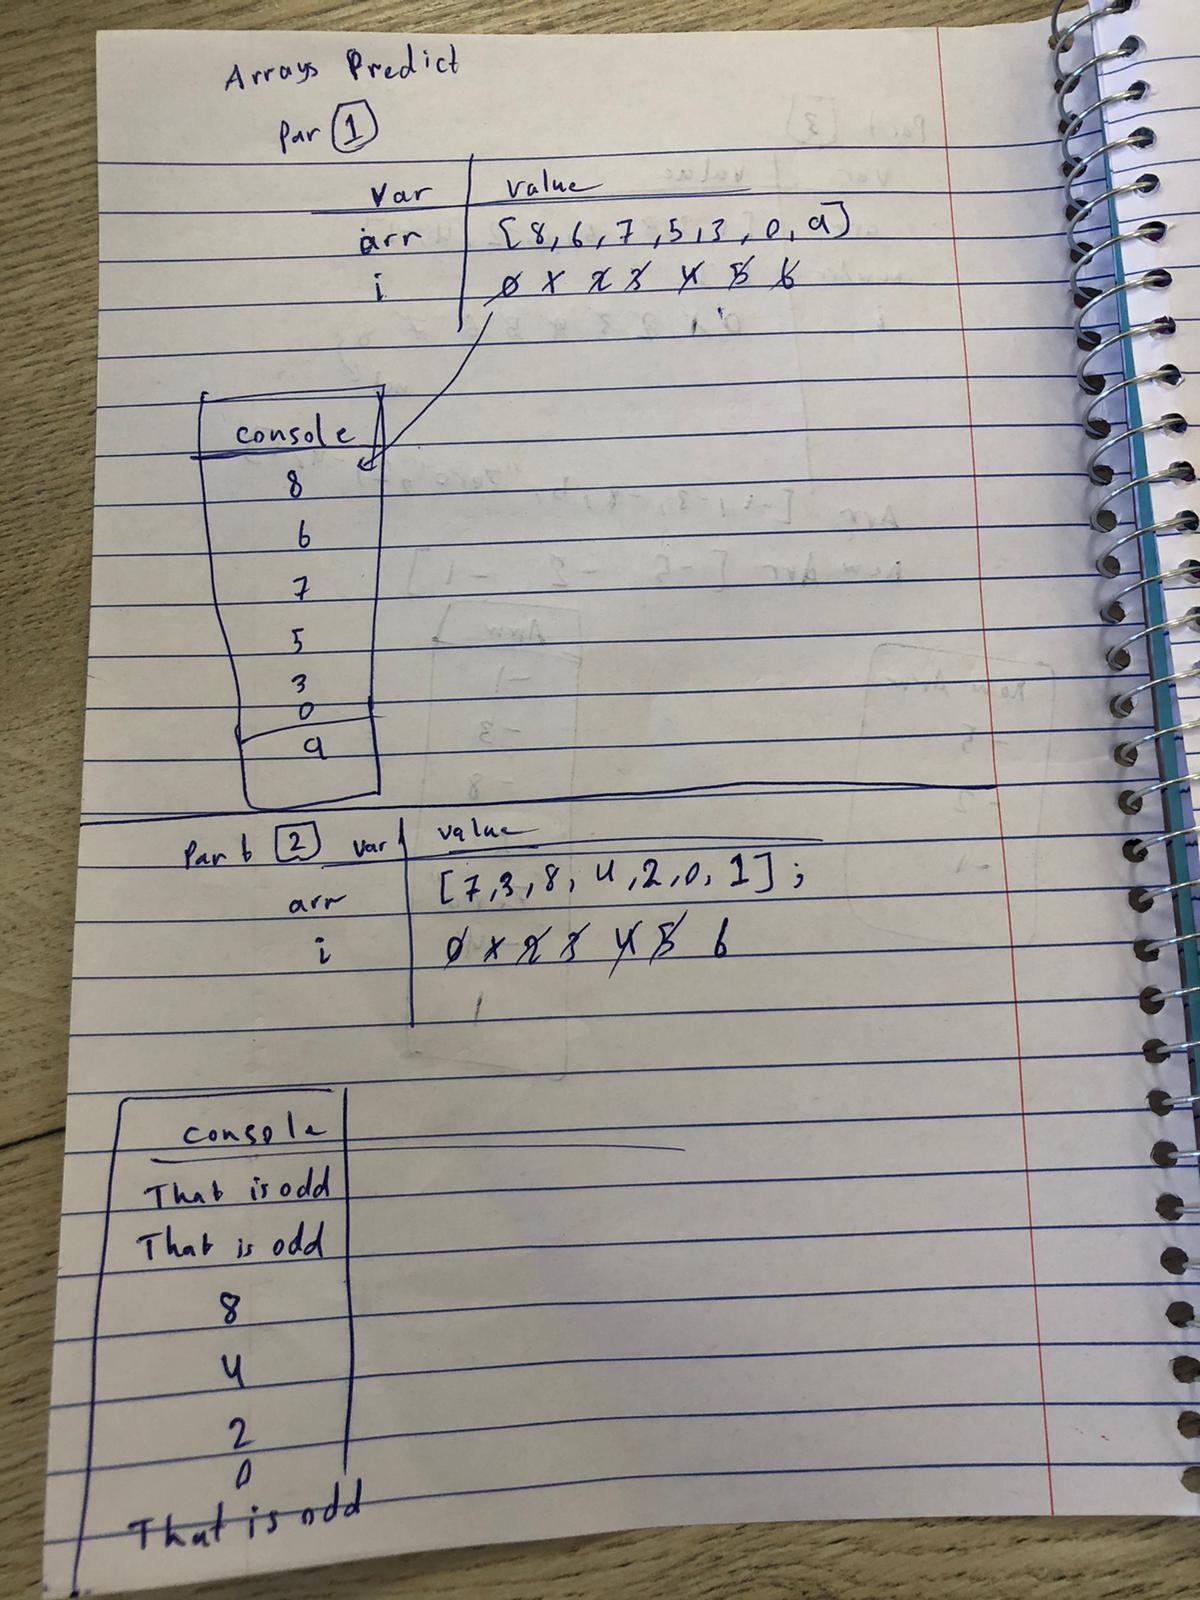 Arrays Predict
Par 1
Var value
arr [8,6,7,5,3,0,9]
i 0 1 2 3 4 5 6
console
8
6
7
5
3
0
9
Part 2 var value
arr [7,3,8,4,2,0,1];
i 0 1 2 3 4 5 6
console
That is odd
That is odd
8
4
2
0
That is odd